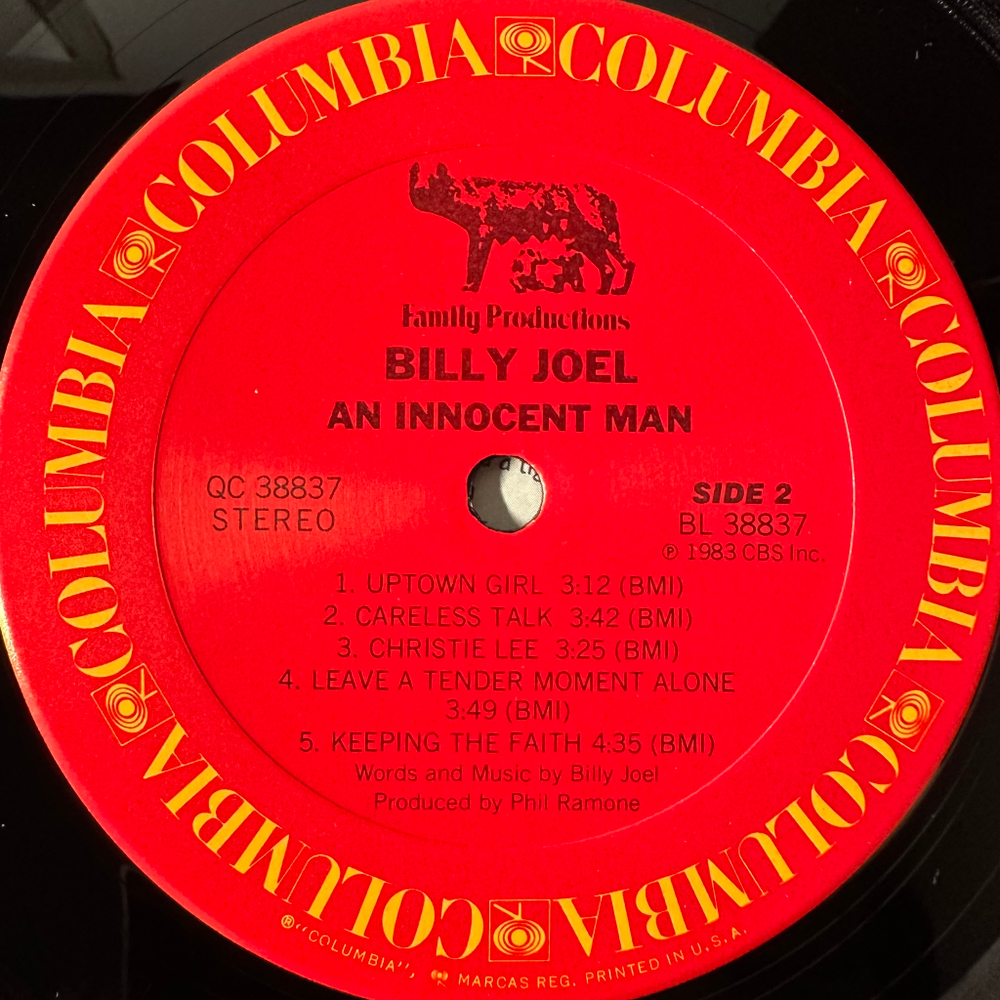 COLUMBIA COLUMBIA COLUMBIA COLUMBIA COLUMBIA COLUMBIA COLUMBIA
Family Productions
BILLY JOEL
AN INNOCENT MAN
QC 38837
STEREO
SIDE 2
BL 38837
℗ 1983 CBS Inc.
1. UPTOWN GIRL 3:12 (BMI)
2. CARELESS TALK 3:42 (BMI)
3. CHRISTIE LEE 3:25 (BMI)
4. LEAVE A TENDER MOMENT ALONE
3:49 (BMI)
5. KEEPING THE FAITH 4:35 (BMI)
Words and Music by Billy Joel
Produced by Phil Ramone
® "COLUMBIA", MARCAS REG. PRINTED IN U.S.A.